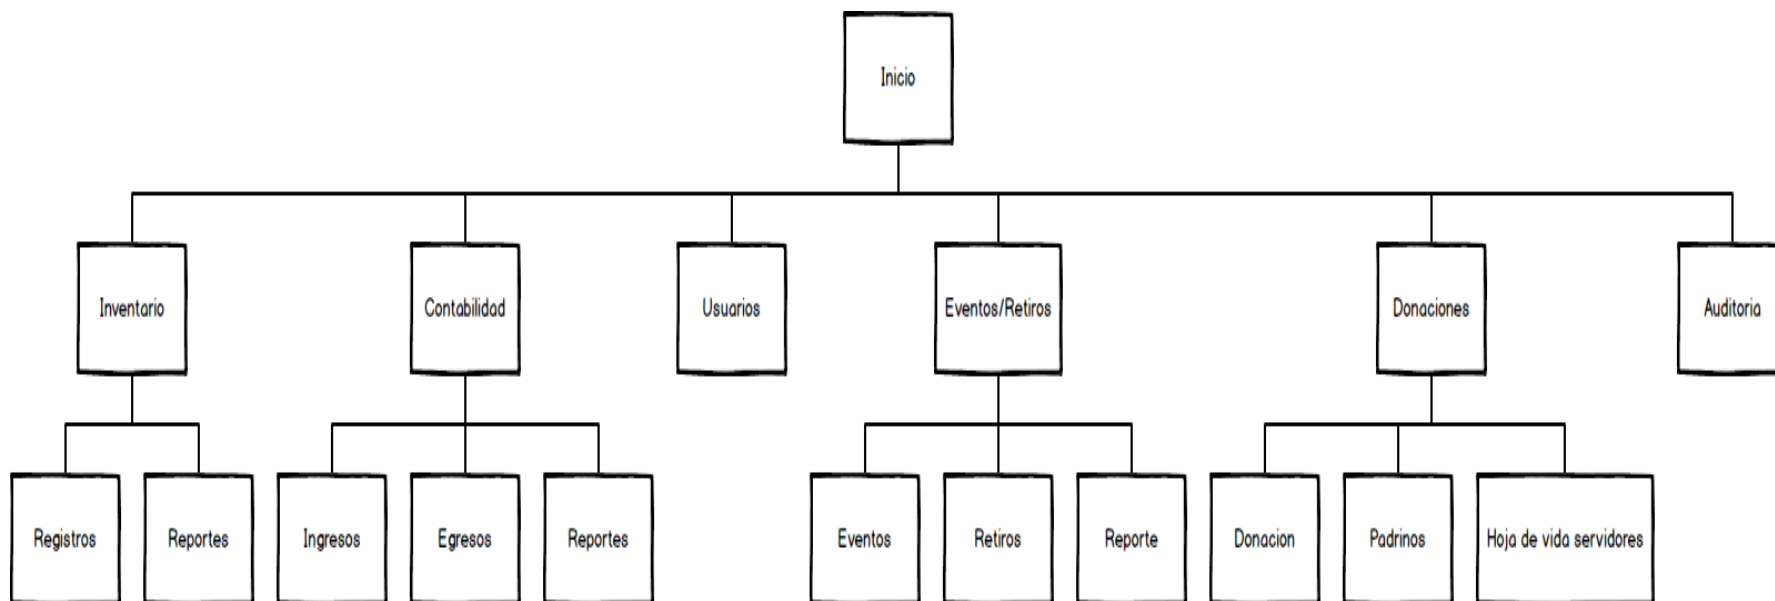 Inicio
Inventario
Contabilidad
Usuarios
Eventos/Retiros
Donaciones
Auditoria
Registros
Reportes
Ingresos
Egresos
Reportes
Eventos
Retiros
Reporte
Donacion
Padrinos
Hoja de vida servidores